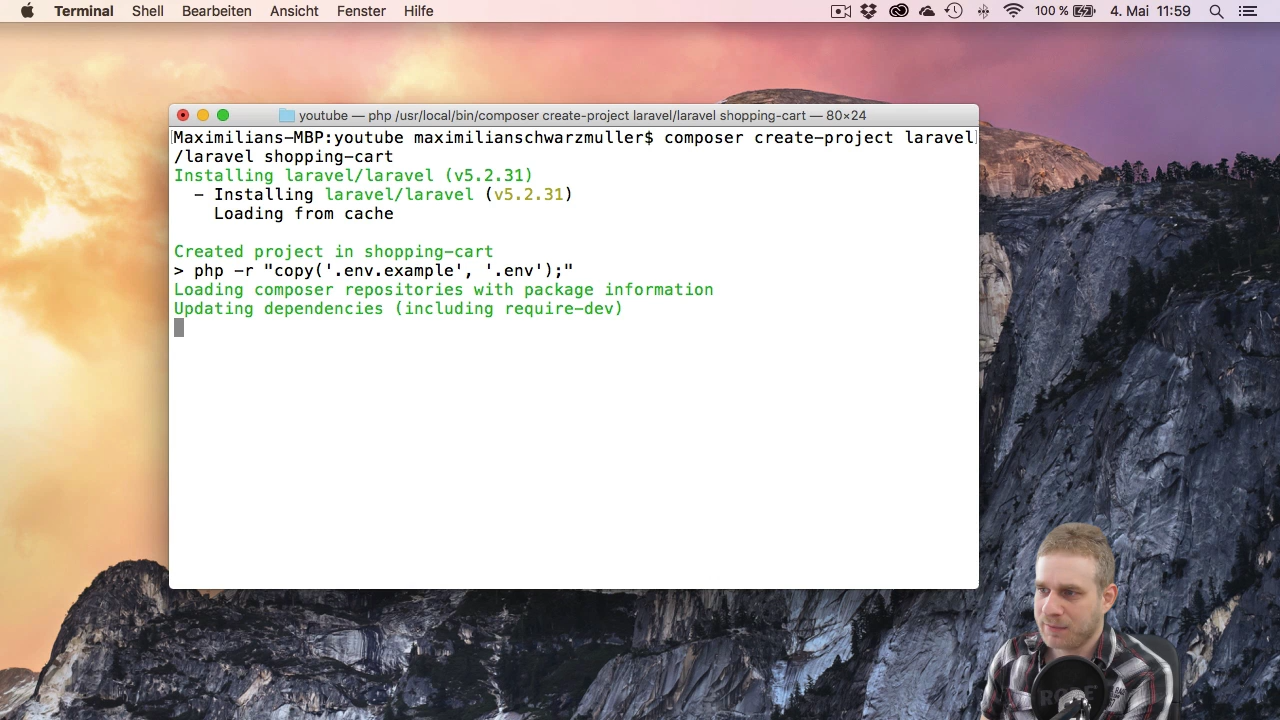 Terminal Shell Bearbeiten Ansicht Fenster Hilfe 100 % 4. Mai 11:59
youtube — php /usr/local/bin/composer create-project laravel/laravel shopping-cart — 80×24
Maximilians-MBP:youtube maximilianschwarzmuller$ composer create-project laravel
/laravel shopping-cart
Installing laravel/laravel (v5.2.31)
- Installing laravel/laravel (v5.2.31)
Loading from cache
Created project in shopping-cart
> php -r "copy('.env.example', '.env');"
Loading composer repositories with package information
Updating dependencies (including require-dev)
RODE